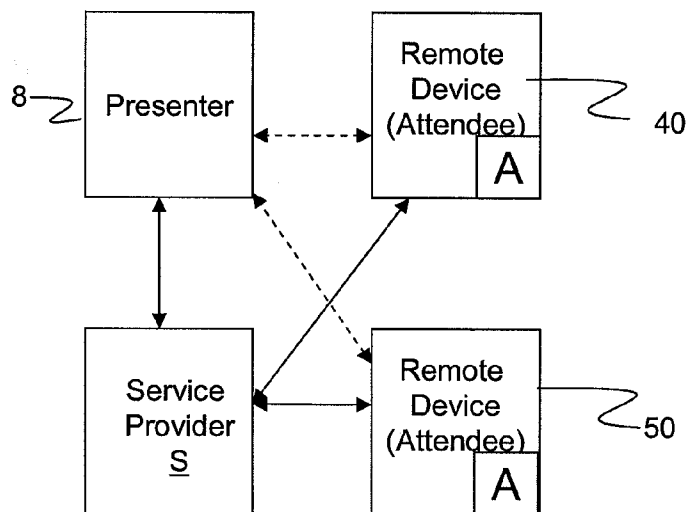 8
Presenter
Remote
Device
(Attendee)
A
40
Service
Provider
S
Remote
Device
(Attendee)
A
50